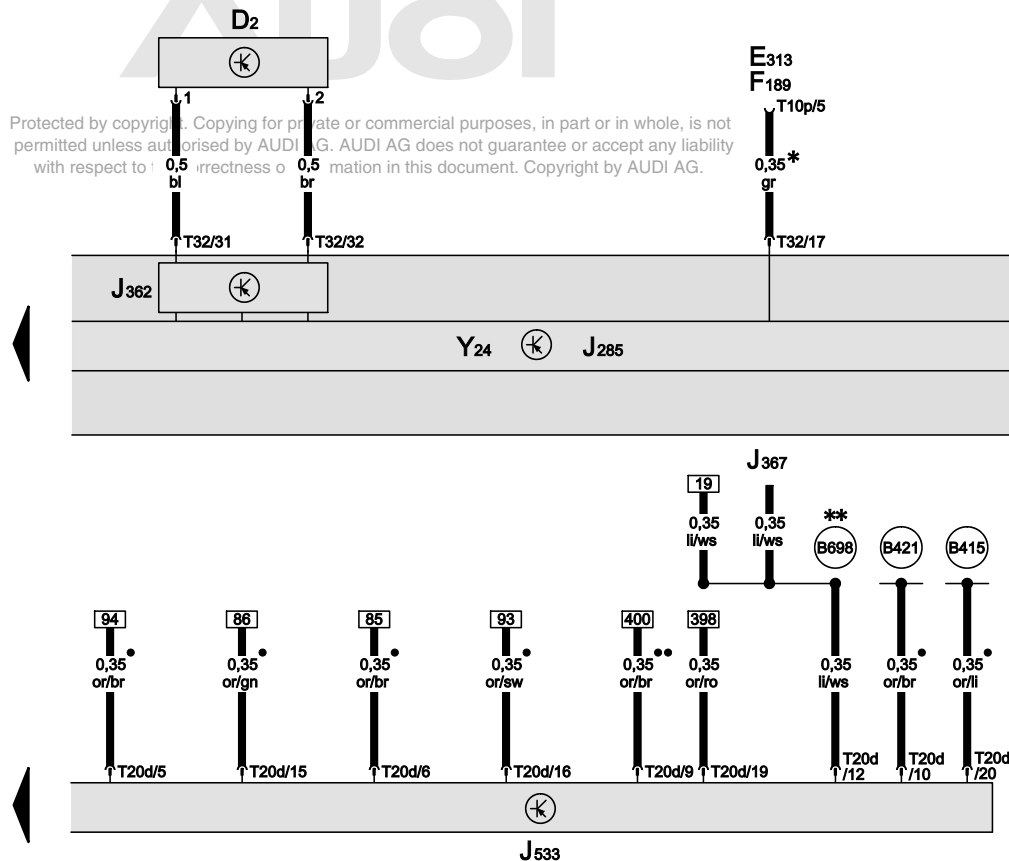 AUDI
D2
E313
F189
1
2
T10p/5
Protected by copyright. Copying for private or commercial purposes, in part or in whole, is not
permitted unless authorised by AUDI AG. AUDI AG does not guarantee or accept any liability
with respect to t rrectness o mation in this document. Copyright by AUDI AG.
0,5 0,5 0,35*
bl br gr
T32/31 T32/32 T32/17
J362
Y24 J285
J367
19
**
0,35 0,35
li/ws li/ws
B698 B421 B415
94 86 85 93 400 398
0,35• 0,35• 0,35• 0,35• 0,35•• 0,35 0,35 0,35• 0,35•
or/br or/gn or/br or/sw or/br or/ro li/ws or/br or/li
T20d/5 T20d/15 T20d/6 T20d/16 T20d/9 T20d/19 T20d T20d T20d
/12 /10 /20
J533